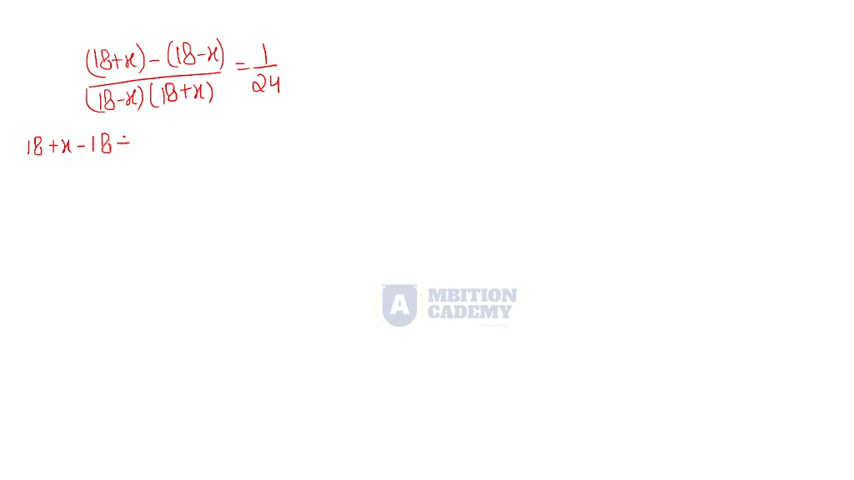 (18+x) - (18-x) / (18-x) (18+x) = 1/24
18+x-18-
A MBITION
CADEMY